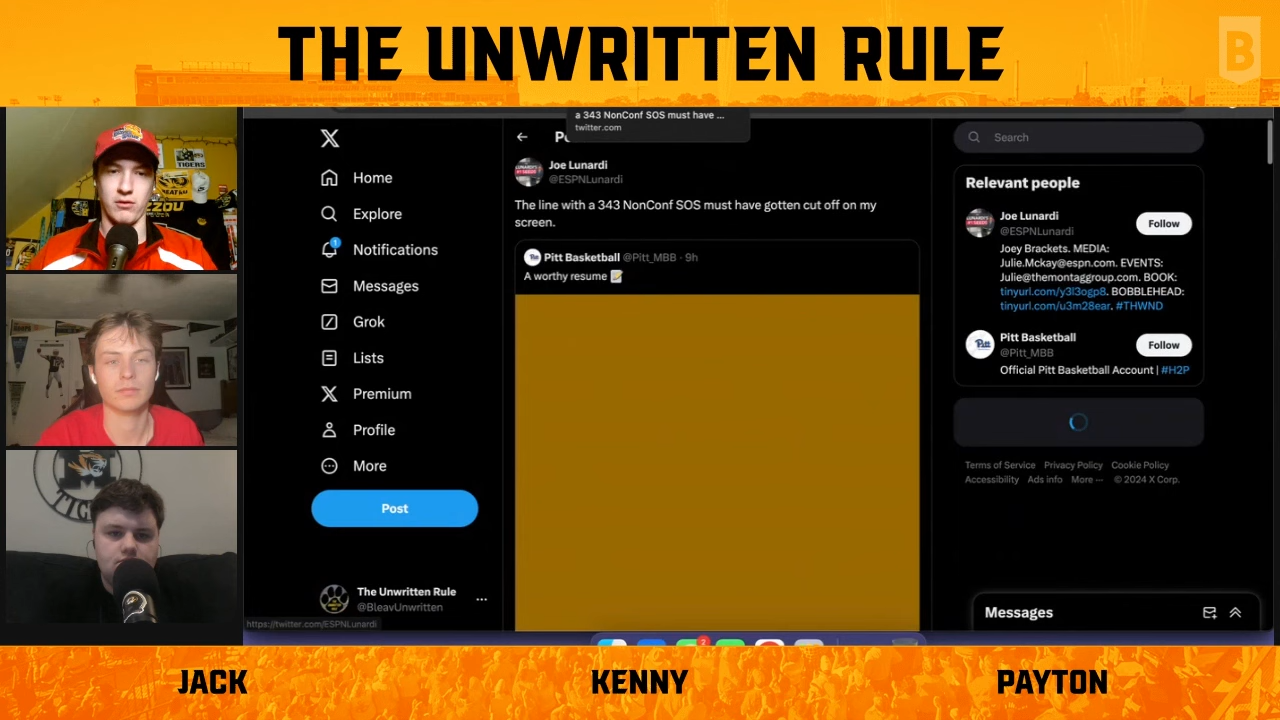 THE UNWRITTEN RULE
B
TIGERS
a 343 NonConf SOS must have ...
twitter.com
Joe Lunardi
@ESPNLunardi
The line with a 343 NonConf SOS must have gotten cut off on my
screen.
Pitt Basketball @Pitt_MBB · 9h
A worthy resume 📝
Home
Explore
1
Notifications
Messages
Grok
Lists
Premium
Profile
More
Post
The Unwritten Rule
@BleavUnwritten
https://twitter.com/ESPNLunardi
Search
Relevant people
Joe Lunardi
@ESPNLunardi
Follow
Joey Brackets. MEDIA:
Julie.Mckay@espn.com. EVENTS:
Julie@themontaggroup.com. BOOK:
tinyurl.com/y3l3ogp8. BOBBLEHEAD:
tinyurl.com/u3m28ear. #THWND
Pitt Basketball
@Pitt_MBB
Follow
Official Pitt Basketball Account | #H2P
Terms of Service Privacy Policy Cookie Policy
Accessibility Ads info More ··· © 2024 X Corp.
Messages
2
JACK
KENNY
PAYTON